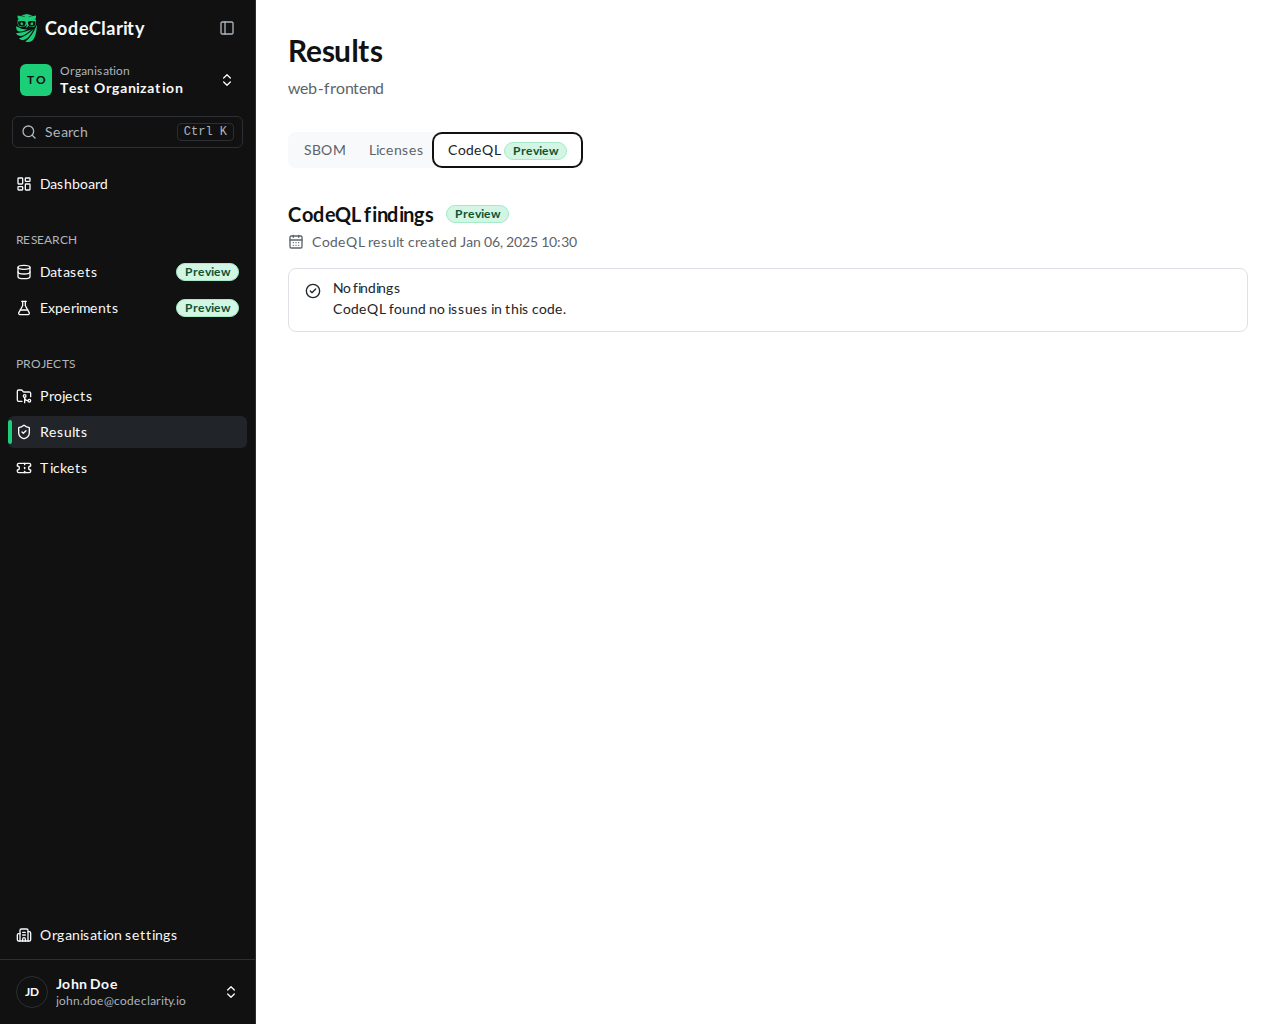 CodeClarity
TO
Organisation
Test Organization
Search
Ctrl K
Dashboard
RESEARCH
Datasets
Preview
Experiments
Preview
PROJECTS
Projects
Results
Tickets
Organisation settings
JD
John Doe
john.doe@codeclarity.io
Results
web-frontend
SBOM
Licenses
CodeQL
Preview
CodeQL findings
Preview
CodeQL result created Jan 06, 2025 10:30
No findings
CodeQL found no issues in this code.